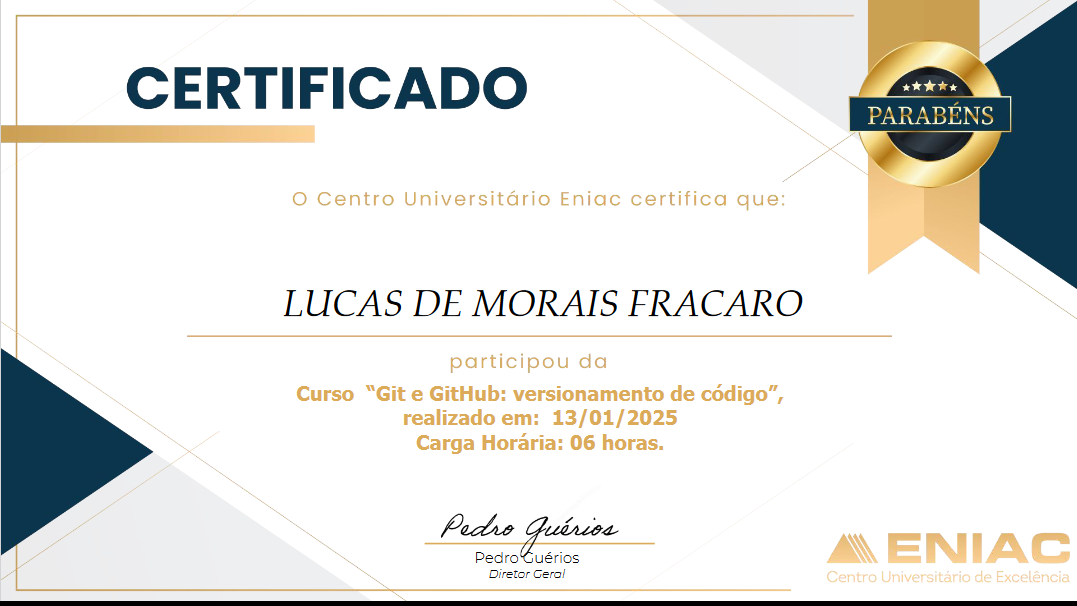 CERTIFICADO
PARABÉNS
O Centro Universitário Eniac certifica que:
LUCAS DE MORAIS FRACARO
participou da
Curso “Git e GitHub: versionamento de código”,
realizado em: 13/01/2025
Carga Horária: 06 horas.
Pedro Guérios
Pedro Guérios
Diretor Geral
ENIAC
Centro Universitário de Excelência